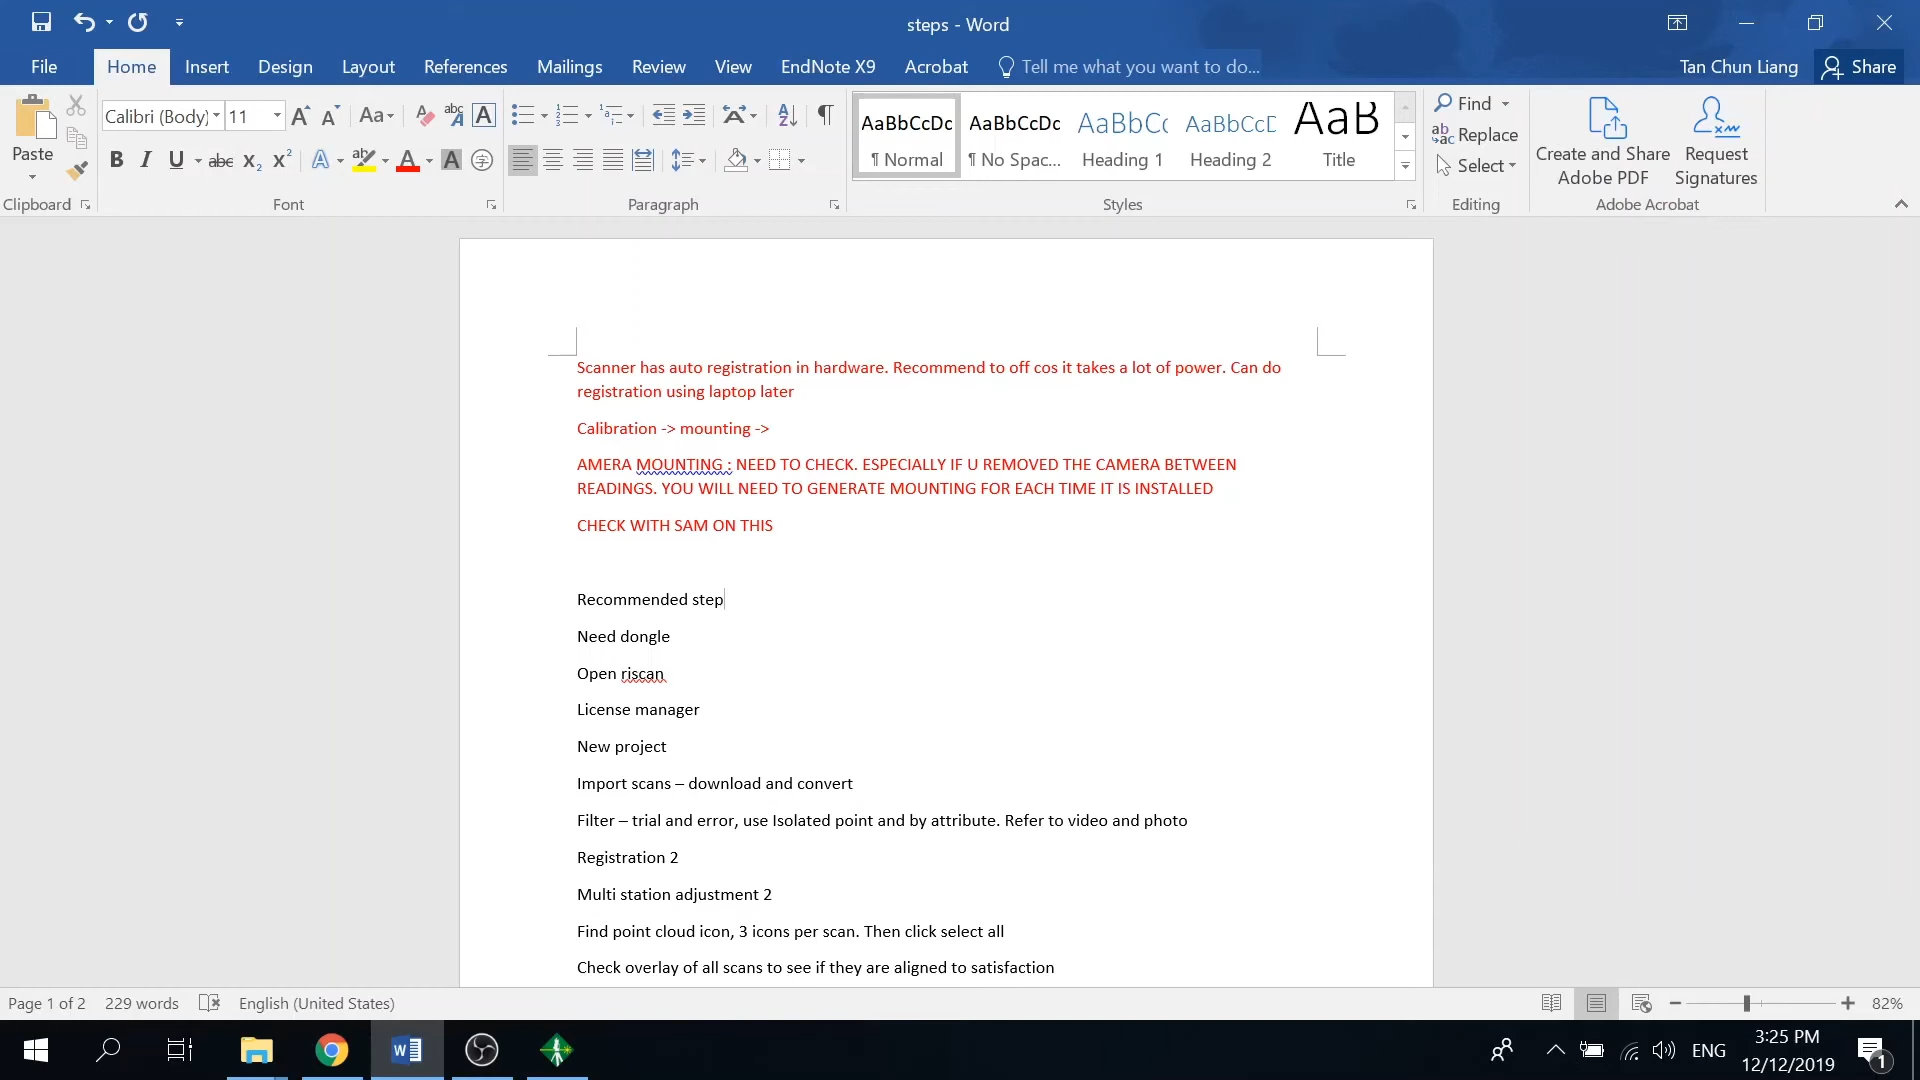 steps - Word
File Home Insert Design Layout References Mailings Review View EndNote X9 Acrobat Tell me what you want to do... Tan Chun Liang Share
Paste
Clipboard
Calibri (Body) 11
Font
Paragraph
AaBbCcDc AaBbCcDc AaBbCc AaBbCcD AaB
¶ Normal ¶ No Spac... Heading 1 Heading 2 Title
Styles
Find
Replace
Select
Editing
Create and Share
Adobe PDF
Request
Signatures
Adobe Acrobat
Scanner has auto registration in hardware. Recommend to off cos it takes a lot of power. Can do
registration using laptop later
Calibration -> mounting ->
AMERA MOUNTING : NEED TO CHECK. ESPECIALLY IF U REMOVED THE CAMERA BETWEEN
READINGS. YOU WILL NEED TO GENERATE MOUNTING FOR EACH TIME IT IS INSTALLED
CHECK WITH SAM ON THIS
Recommended step
Need dongle
Open riscan
License manager
New project
Import scans – download and convert
Filter – trial and error, use Isolated point and by attribute. Refer to video and photo
Registration 2
Multi station adjustment 2
Find point cloud icon, 3 icons per scan. Then click select all
Check overlay of all scans to see if they are aligned to satisfaction
Page 1 of 2 229 words English (United States) 82%
ENG
3:25 PM
12/12/2019
1